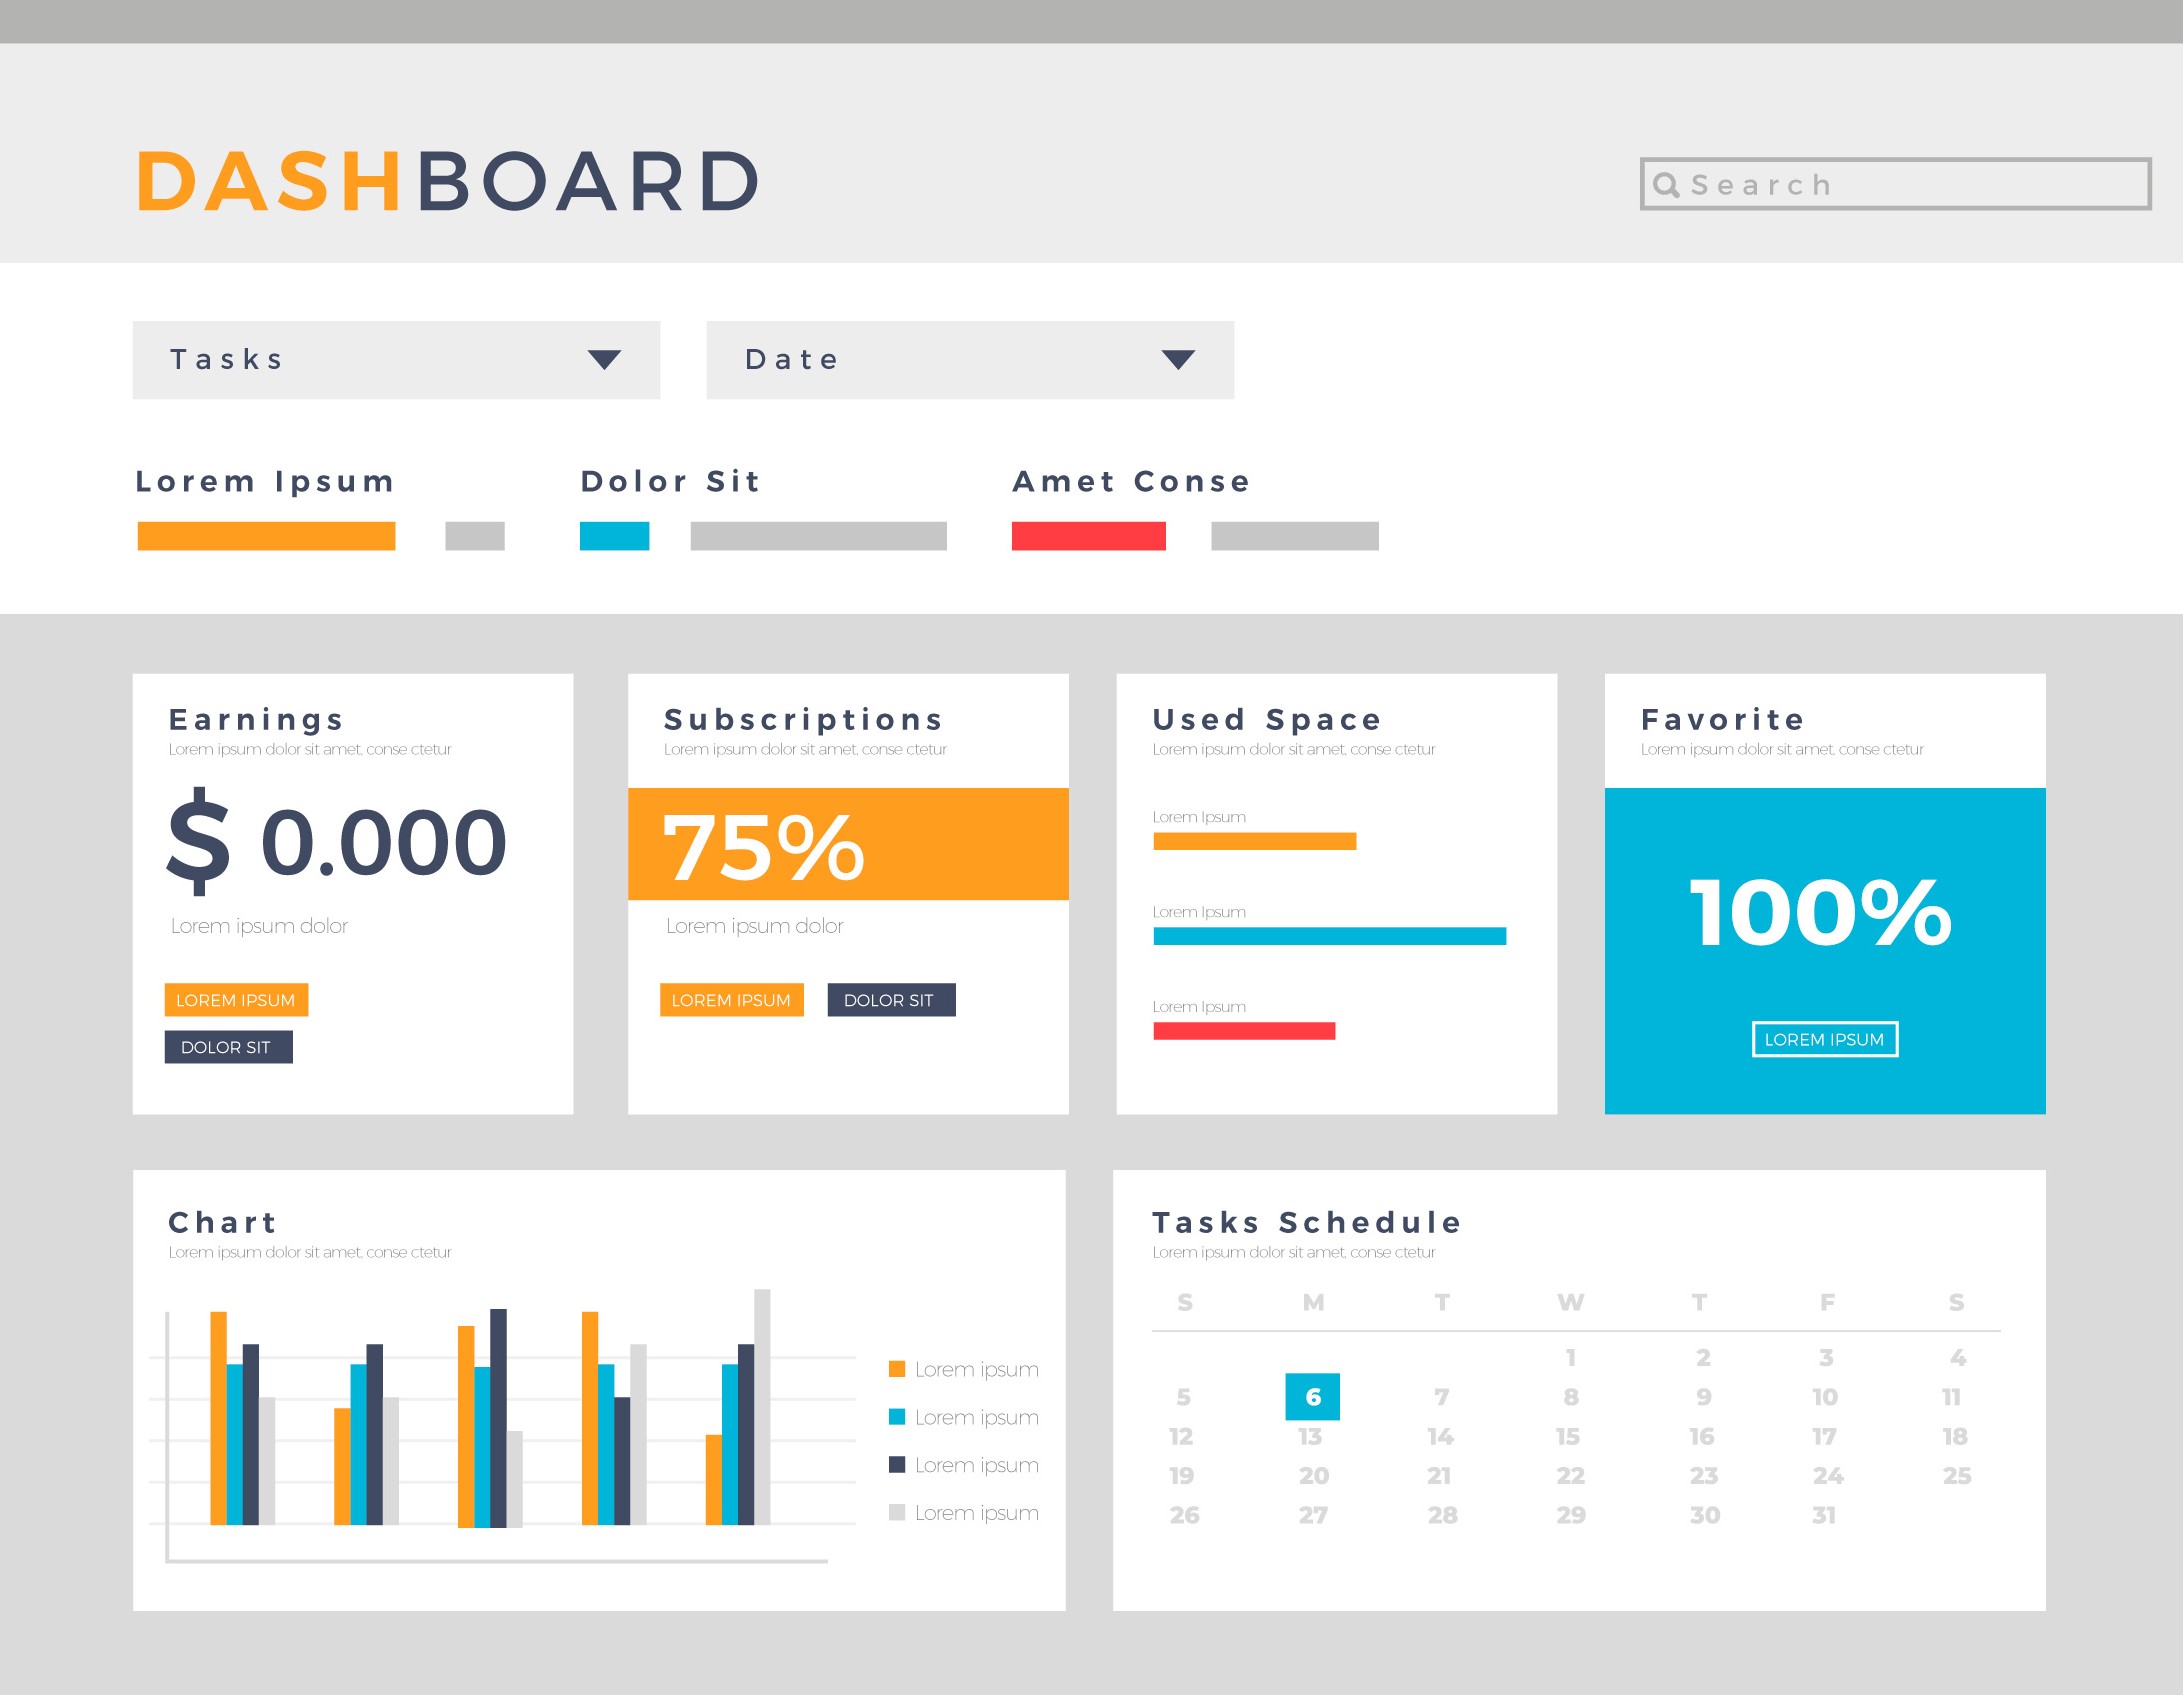 DASHBOARD
Search
Tasks
Date
Lorem Ipsum
Dolor Sit
Amet Conse
Earnings
Lorem ipsum dolor sit amet, conse ctetur
$ 0.000
Lorem ipsum dolor
LOREM IPSUM
DOLOR SIT
Subscriptions
Lorem ipsum dolor sit amet, conse ctetur
75%
Lorem ipsum dolor
LOREM IPSUM DOLOR SIT
Used Space
Lorem ipsum dolor sit amet, conse ctetur
Lorem Ipsum
Lorem Ipsum
Lorem Ipsum
Favorite
Lorem ipsum dolor sit amet, conse ctetur
100%
LOREM IPSUM
Chart
Lorem ipsum dolor sit amet, conse ctetur
Lorem ipsum
Lorem ipsum
Lorem ipsum
Lorem ipsum
Tasks Schedule
Lorem ipsum dolor sit amet, conse ctetur
S M T W T F S
1 2 3 4
5 6 7 8 9 10 11
12 13 14 15 16 17 18
19 20 21 22 23 24 25
26 27 28 29 30 31